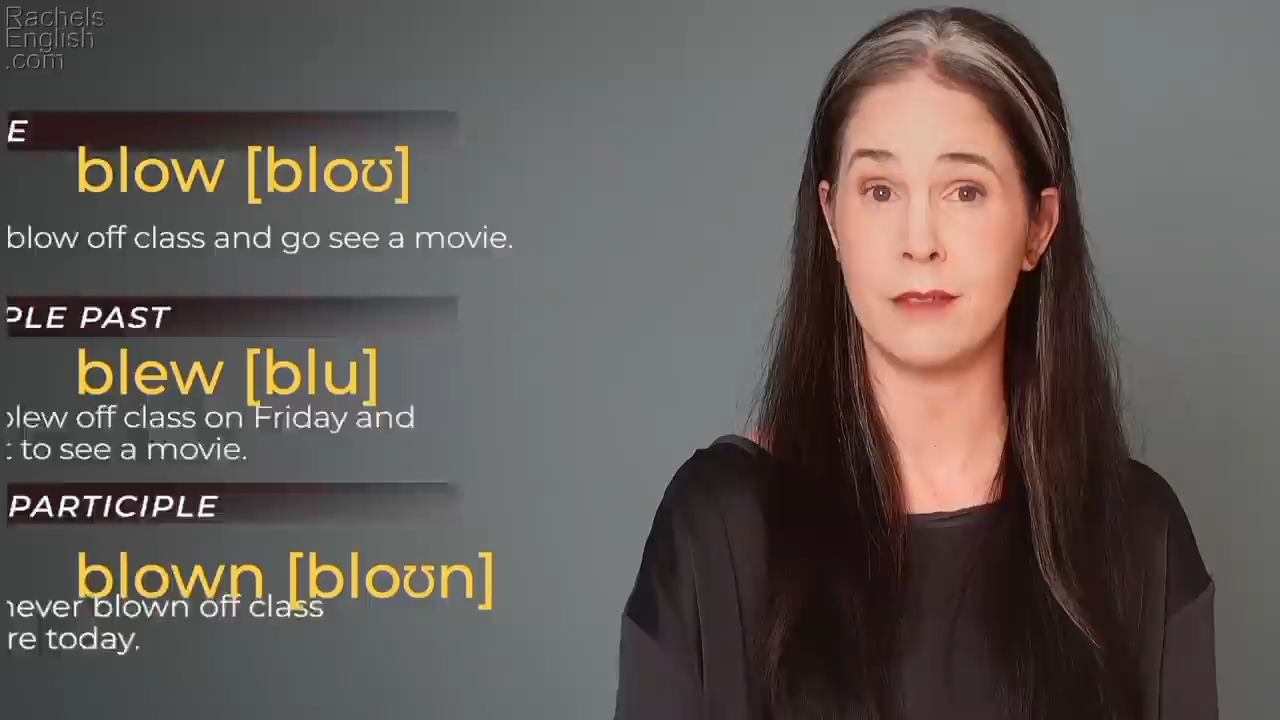 Rachels
English
.com
E
blow [bloʊ]
blow off class and go see a movie.
PLE PAST
blew [blu]
blew off class on Friday and
to see a movie.
PARTICIPLE
blown [bloʊn]
never blown off class
re today.